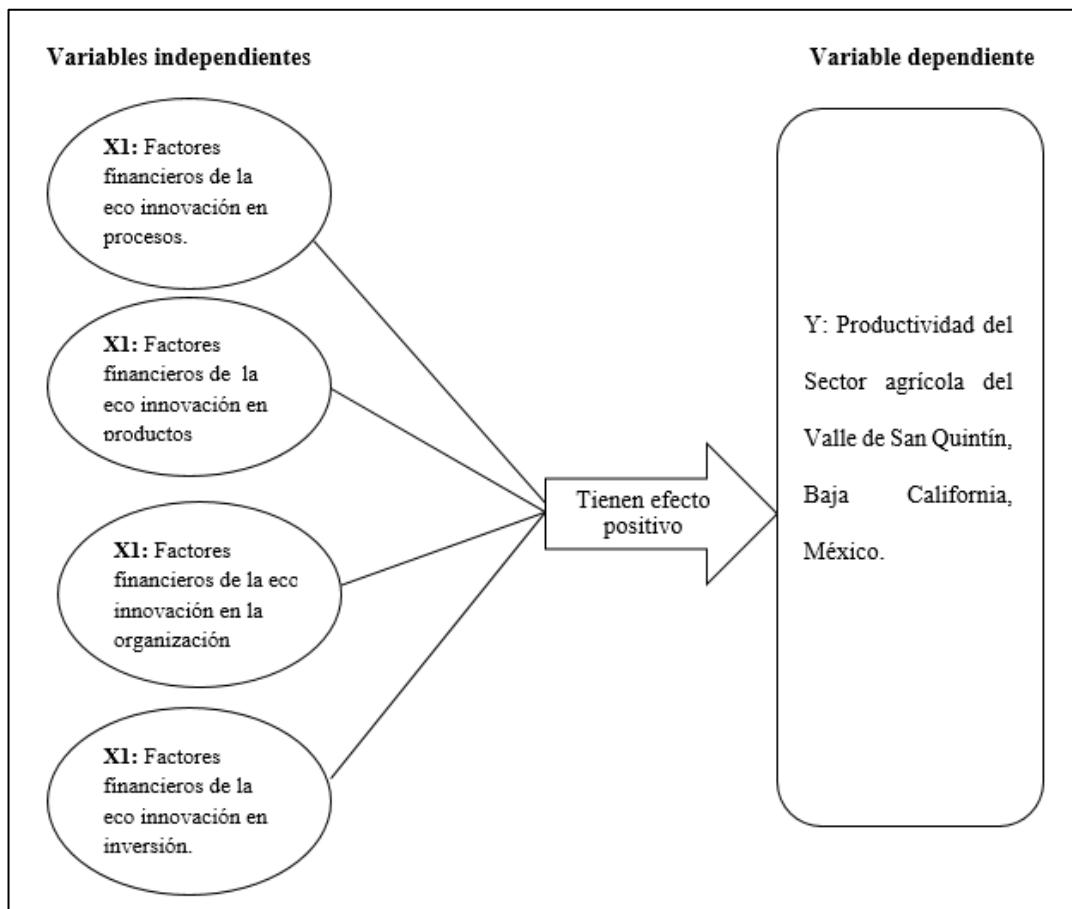 Variables independientes
Variable dependiente
X1: Factores
financieros de la
eco innovación en
procesos.
X1: Factores
financieros de la
eco innovación en
productos
X1: Factores
financieros de la eco
innovación en la
organización
X1: Factores
financieros de la
eco innovación en
inversión.
Tienen efecto
positivo
Y: Productividad del
Sector agrícola del
Valle de San Quintín,
Baja California,
México.